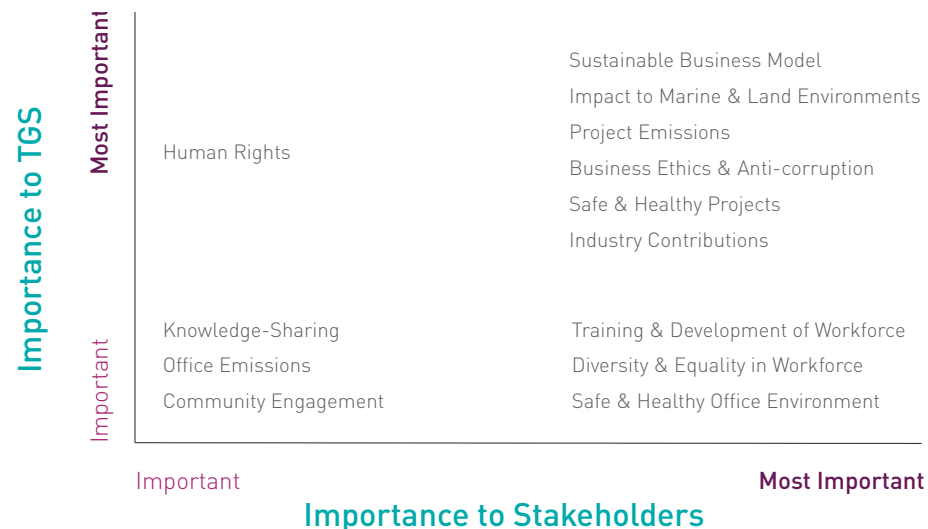 Importance to TGS
Most Important
Important
Human Rights
Sustainable Business Model
Impact to Marine & Land Environments
Project Emissions
Business Ethics & Anti-corruption
Safe & Healthy Projects
Industry Contributions
Knowledge-Sharing
Office Emissions
Community Engagement
Training & Development of Workforce
Diversity & Equality in Workforce
Safe & Healthy Office Environment
Important
Most Important
Importance to Stakeholders